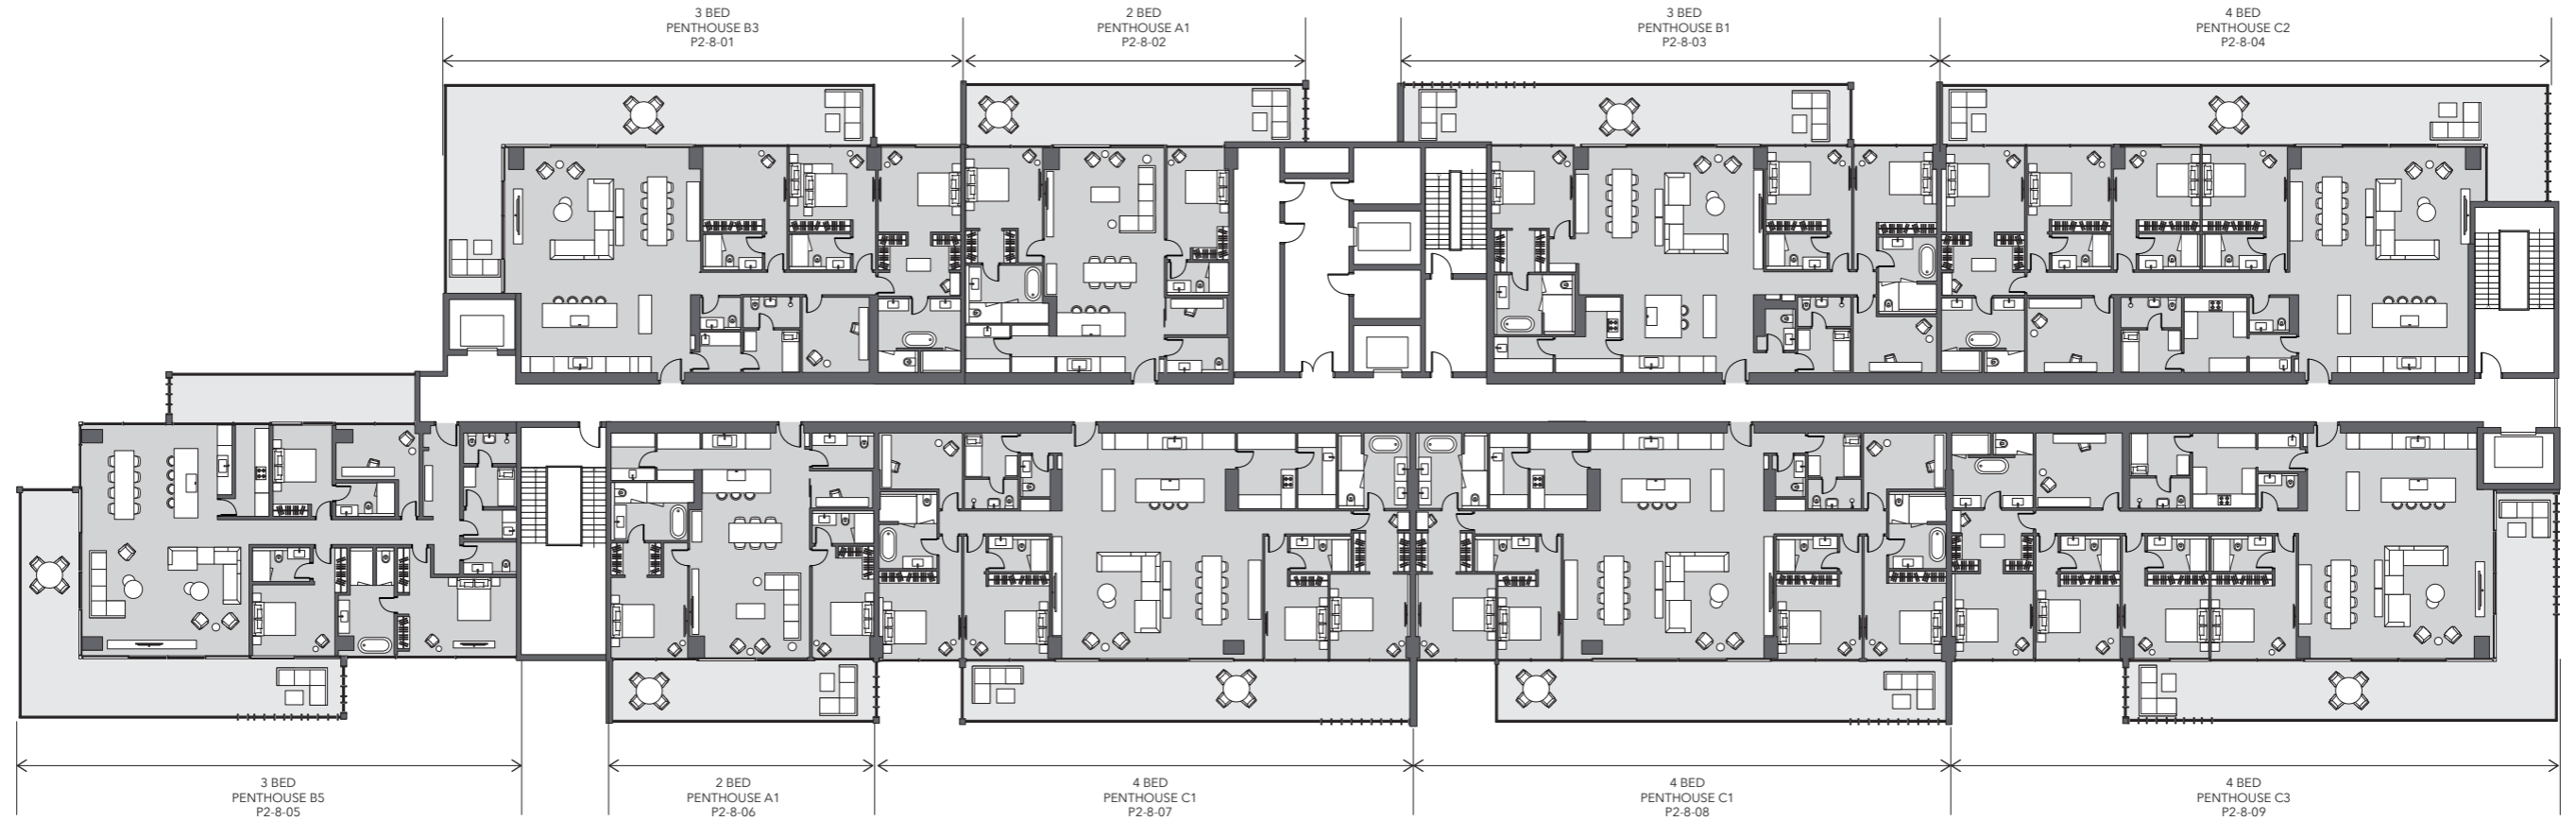 3 BED
PENTHOUSE B3
P2-8-01
2 BED
PENTHOUSE A1
P2-8-02
3 BED
PENTHOUSE B1
P2-8-03
4 BED
PENTHOUSE C2
P2-8-04
3 BED
PENTHOUSE B5
P2-8-05
2 BED
PENTHOUSE A1
P2-8-06
4 BED
PENTHOUSE C1
P2-8-07
4 BED
PENTHOUSE C1
P2-8-08
4 BED
PENTHOUSE C3
P2-8-09